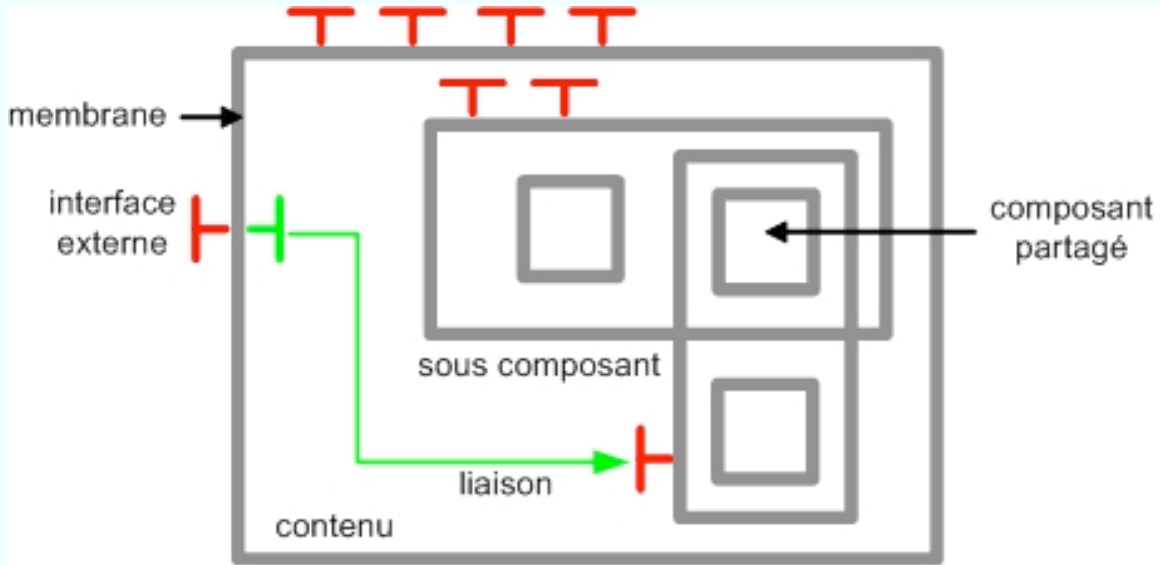 membrane
interface
externe
composant
partagé
sous composant
liaison
contenu